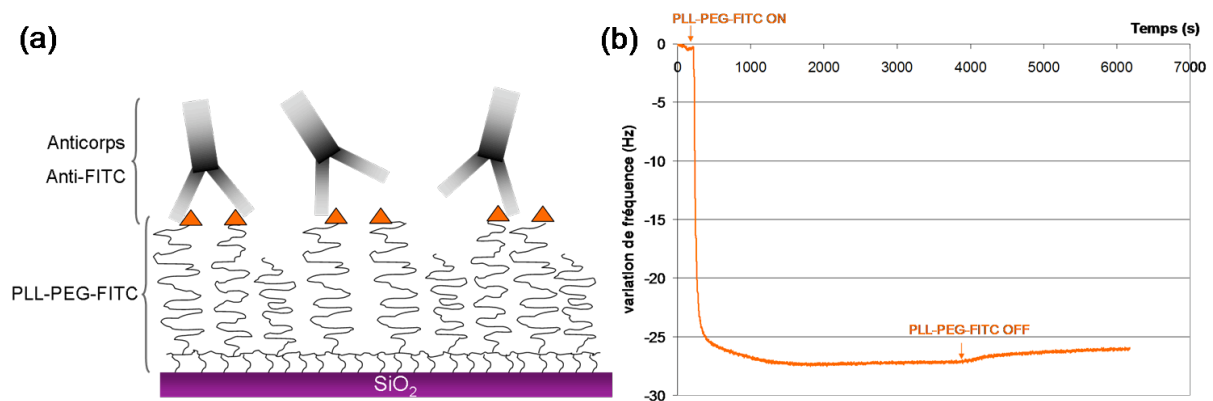 (a)
Anticorps
Anti-FITC
PLL-PEG-FITC
SiO2
(b)
PLL-PEG-FITC ON
Temps (s)
0
0 1000 2000 3000 4000 5000 6000 7000
-5
-10
-15
-20
-25
-30
variation de fréquence (Hz)
PLL-PEG-FITC OFF